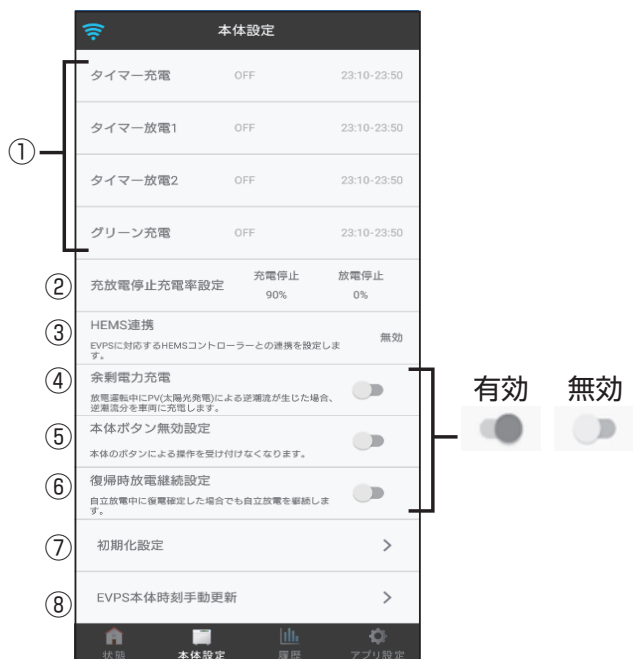 本体設定
①
タイマー充電 OFF 23:10-23:50
タイマー放電1 OFF 23:10-23:50
タイマー放電2 OFF 23:10-23:50
グリーン充電 OFF 23:10-23:50
②
充放電停止充電率設定 充電停止 放電停止
90% 0%
③
HEMS連携
EVPSに対応するHEMSコントローラーとの連携を設定しま
す。
無効
④
余剰電力充電
放電運転中にPV(太陽光発電)による逆潮流が生じた場合、
逆潮流分を車両に充電します。
⑤
本体ボタン無効設定
本体のボタンによる操作を受け付けなくなります。
⑥
復帰時放電継続設定
自立放電中に復電確定した場合でも自立放電を継続しま
す。
有効 無効
⑦
初期化設定
⑧
EVPS本体時刻手動更新
状態 本体設定 履歴 アプリ設定